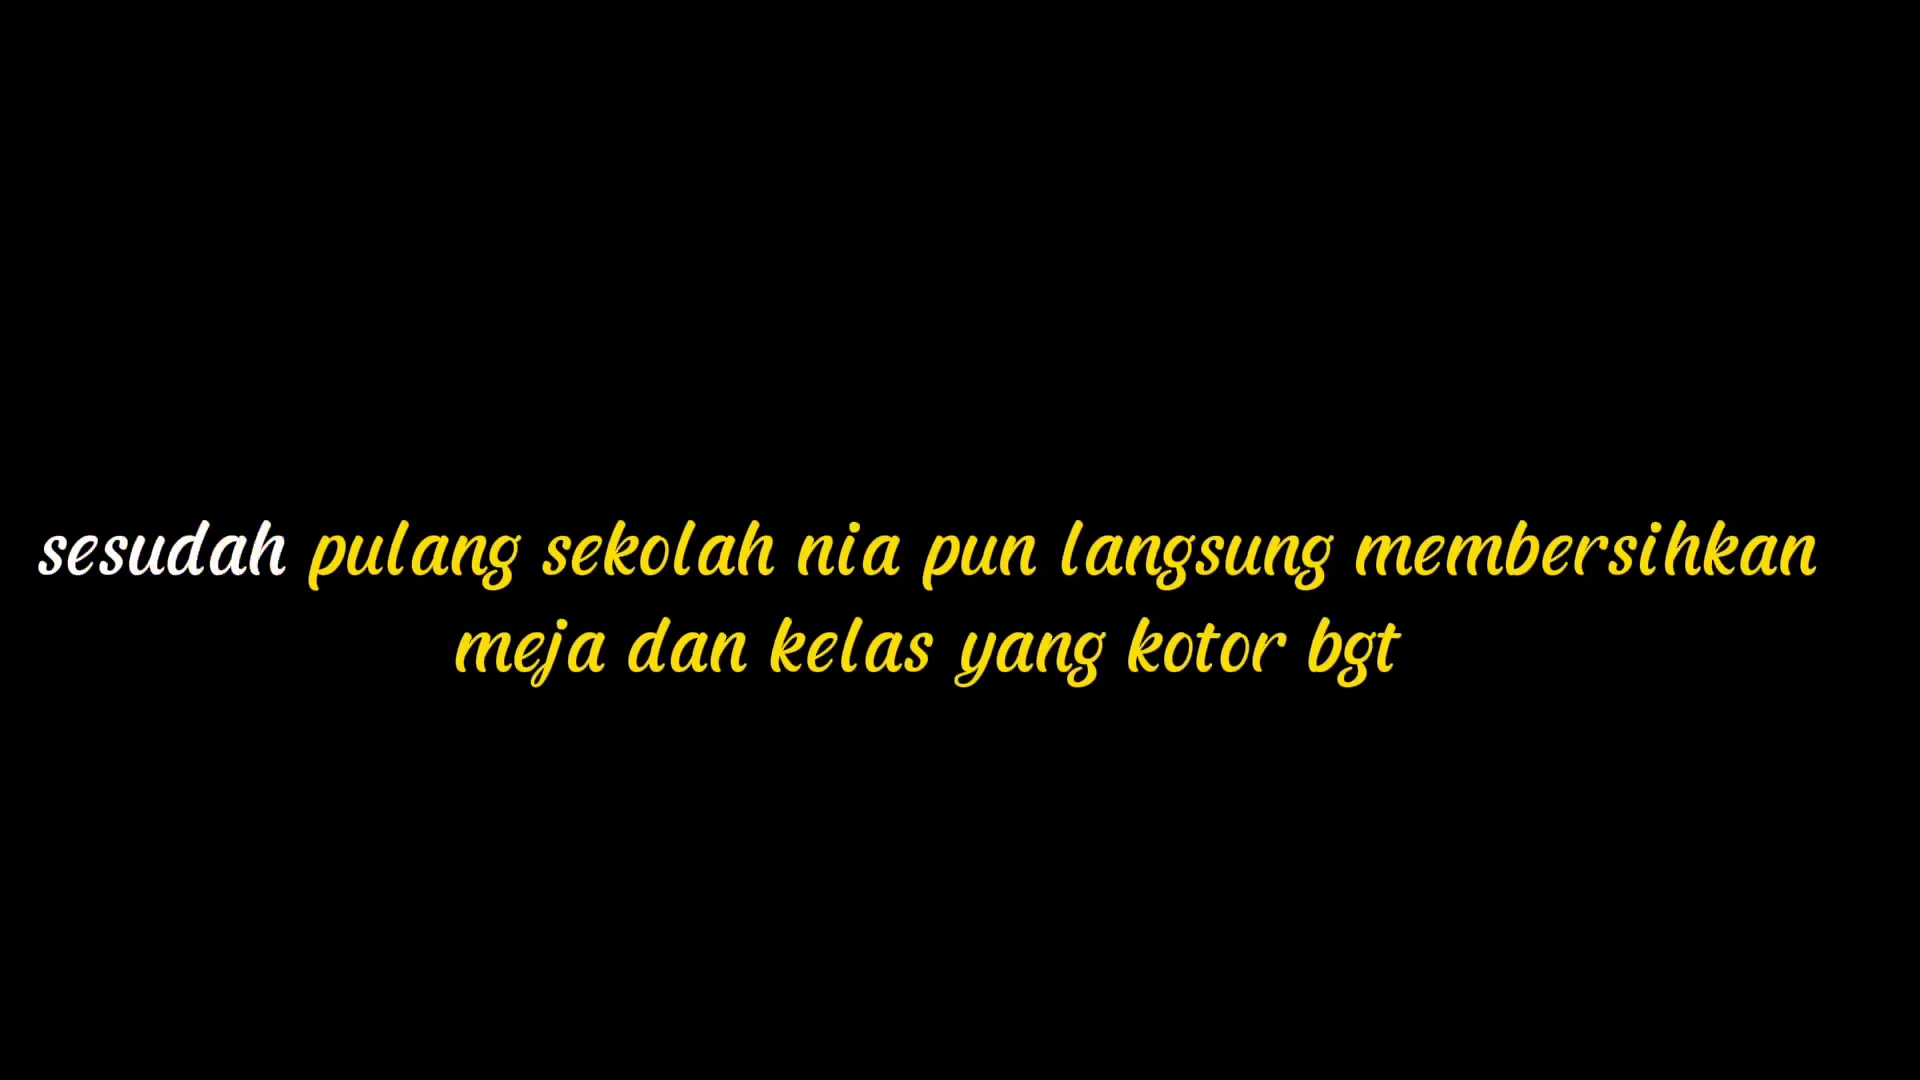 sesudah pulang sekolah nia pun langsung membersihkan
meja dan kelas yang kotor bgt